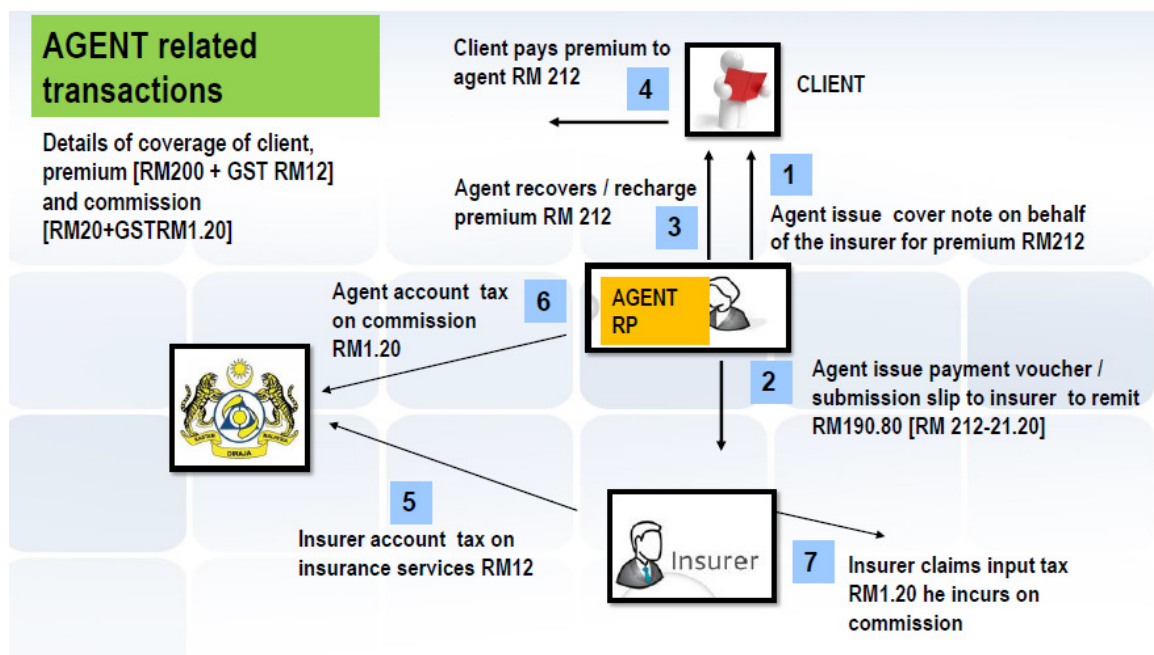 AGENT related
transactions
Details of coverage of client,
premium [RM200 + GST RM12]
and commission
[RM20+GSTRM1.20]
Client pays premium to
agent RM 212
4
CLIENT
1
Agent issue cover note on behalf
of the insurer for premium RM212
Agent recovers / recharge
premium RM 212
3
Agent account tax
on commission
RM1.20
6
AGENT
RP
2
Agent issue payment voucher /
submission slip to insurer to remit
RM190.80 [RM 212-21.20]
DIRAJA
5
Insurer account tax on
insurance services RM12
Insurer
7
Insurer claims input tax
RM1.20 he incurs on
commission